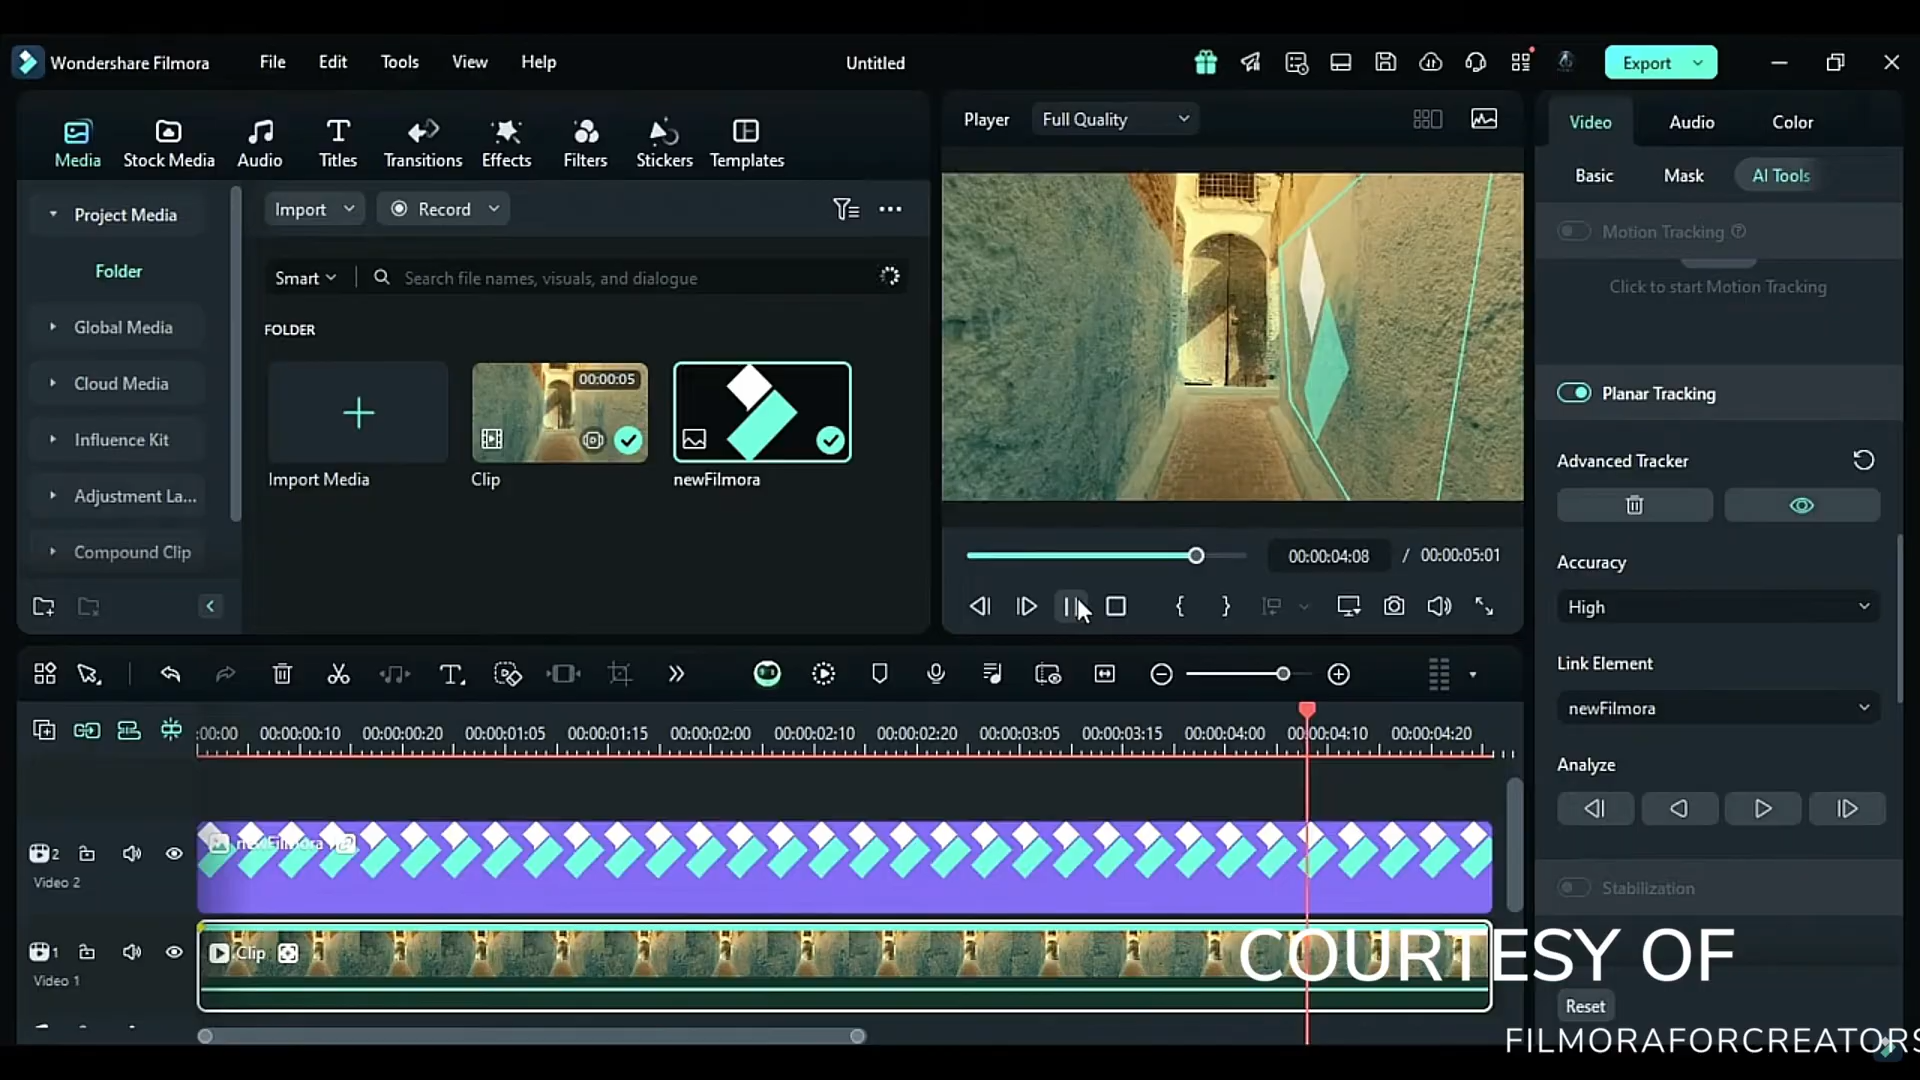 Wondershare Filmora
File Edit Tools View Help
Untitled
Export
Media Stock Media Audio Titles Transitions Effects Filters Stickers Templates
Project Media
Folder
Global Media
Cloud Media
Influence Kit
Adjustment La...
Compound Clip
Import Record
Smart Search file names, visuals, and dialogue
FOLDER
00:00:05
Import Media Clip newFilmora
Player Full Quality
00:00:04:08 / 00:00:05:01
Video Audio Color
Basic Mask AI Tools
Motion Tracking
Click to start Motion Tracking
Planar Tracking
Advanced Tracker
Accuracy
High
Link Element
newFilmora
Analyze
Stabilization
Reset
:00:00 00:00:00:10 00:00:00:20 00:00:01:05 00:00:01:15 00:00:02:00 00:00:02:10 00:00:02:20 00:00:03:05 00:00:03:15 00:00:04:00 00:00:04:10 00:00:04:20
2
Video 2
newFilmora
1
Video 1
Clip
COURTESY OF
FILMORAFORCREATORS